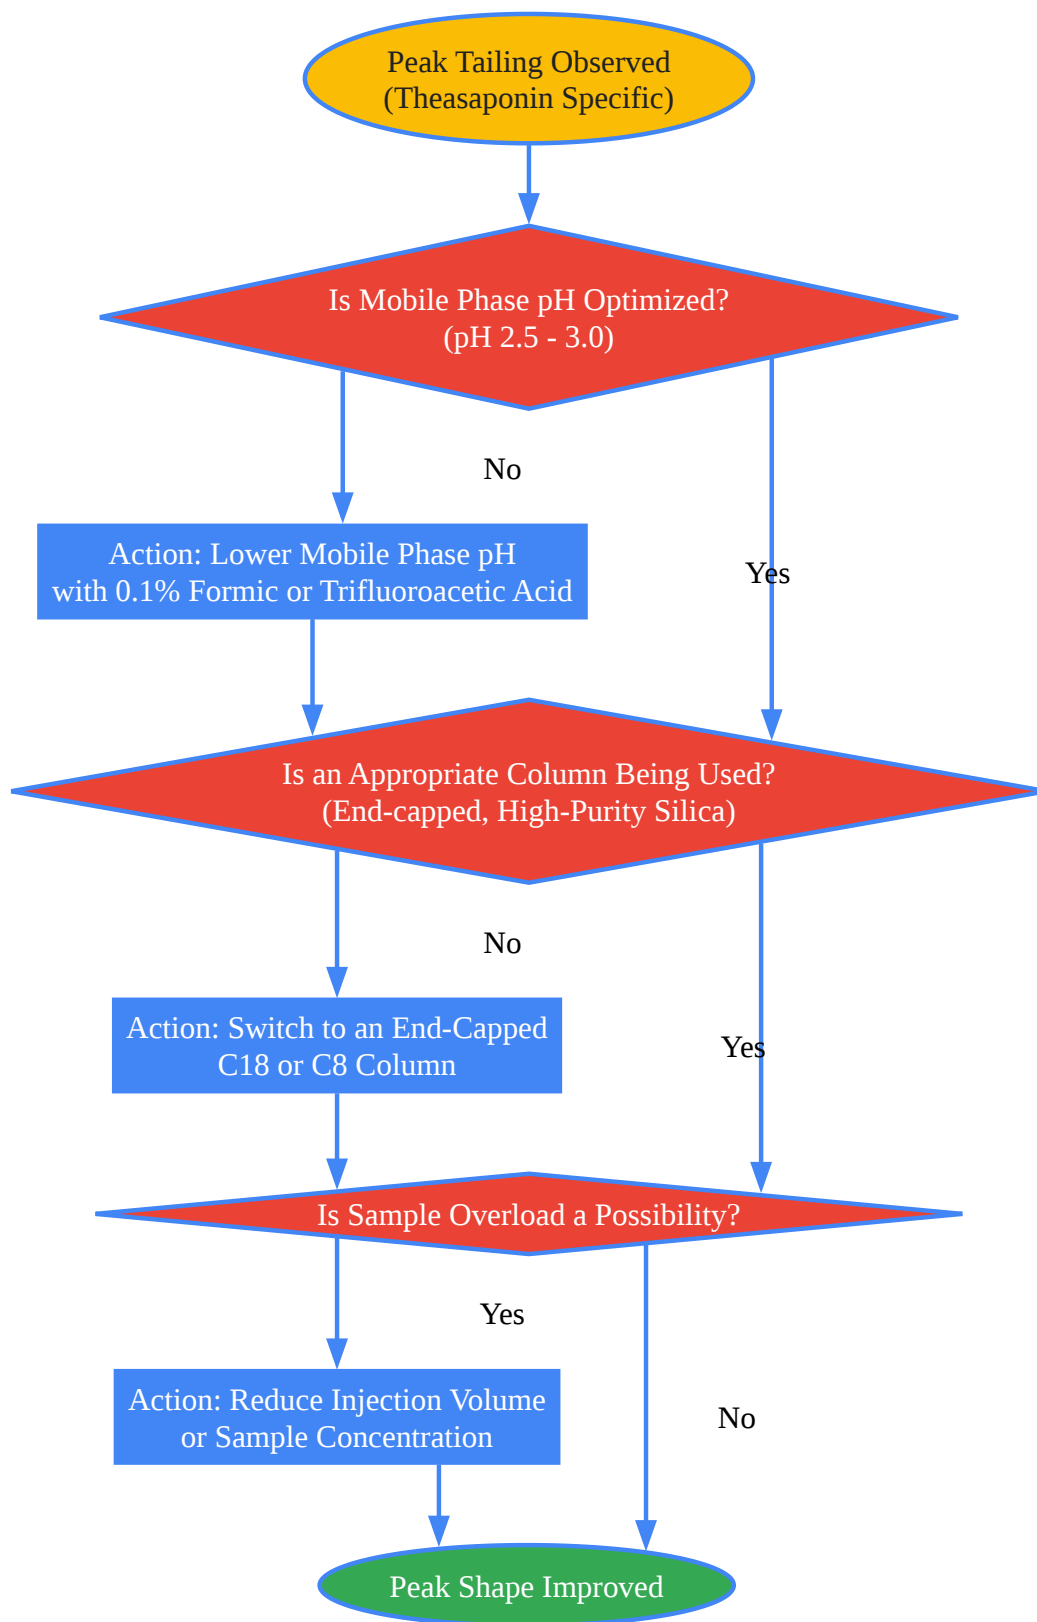 Peak Tailing Observed
(Theasaponin Specific)
Is Mobile Phase pH Optimized?
(pH 2.5 - 3.0)
No
Action: Lower Mobile Phase pH
with 0.1% Formic or Trifluoroacetic Acid
Yes
Is an Appropriate Column Being Used?
(End-capped, High-Purity Silica)
No
Action: Switch to an End-Capped
C18 or C8 Column
Yes
Is Sample Overload a Possibility?
Yes
Action: Reduce Injection Volume
or Sample Concentration
No
Peak Shape Improved